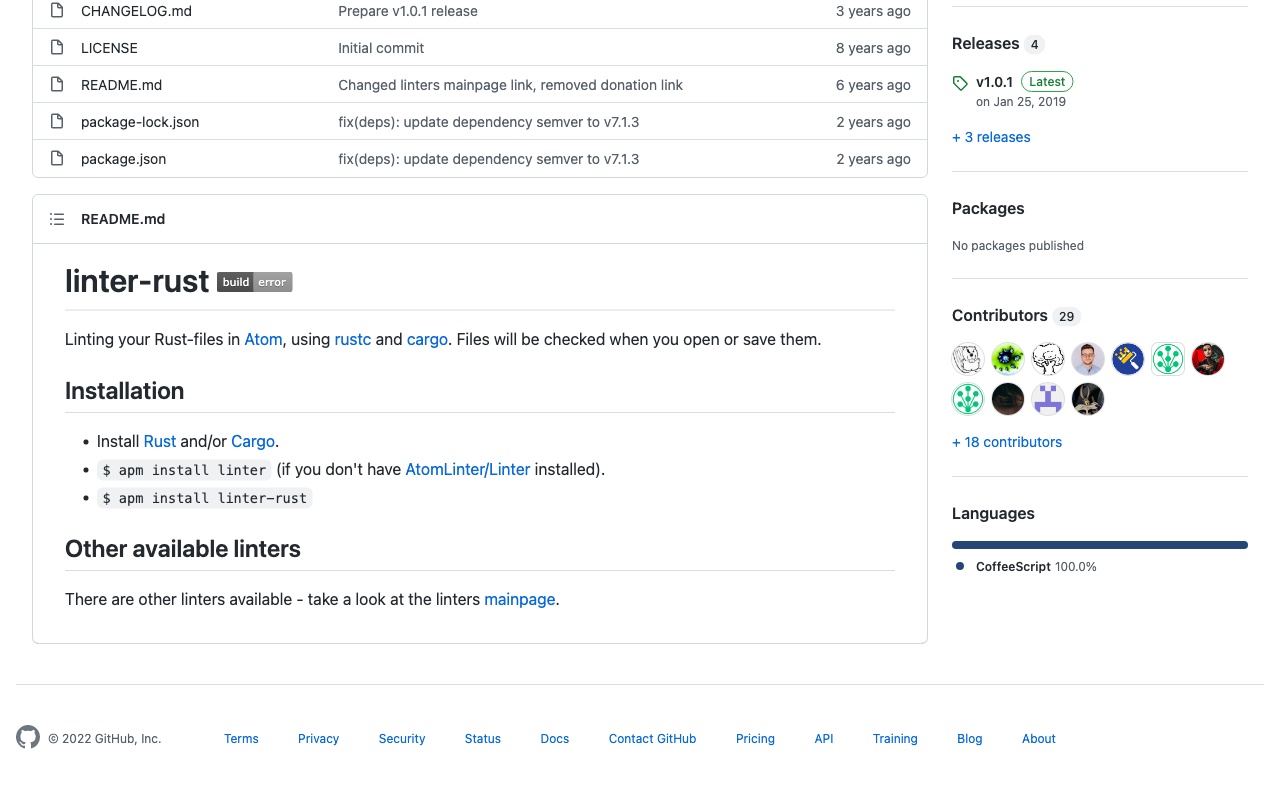 CHANGELOG.md Prepare v1.0.1 release 3 years ago
LICENSE Initial commit 8 years ago
README.md Changed linters mainpage link, removed donation link 6 years ago
package-lock.json fix(deps): update dependency semver to v7.1.3 2 years ago
package.json fix(deps): update dependency semver to v7.1.3 2 years ago
README.md
linter-rust build error
Linting your Rust-files in Atom, using rustc and cargo. Files will be checked when you open or save them.
Installation
• Install Rust and/or Cargo.
• $ apm install linter (if you don't have AtomLinter/Linter installed).
• $ apm install linter-rust
Other available linters
There are other linters available - take a look at the linters mainpage.
Releases 4
v1.0.1 Latest
on Jan 25, 2019
+ 3 releases
Packages
No packages published
Contributors 29
+ 18 contributors
Languages
CoffeeScript 100.0%
© 2022 GitHub, Inc. Terms Privacy Security Status Docs Contact GitHub Pricing API Training Blog About